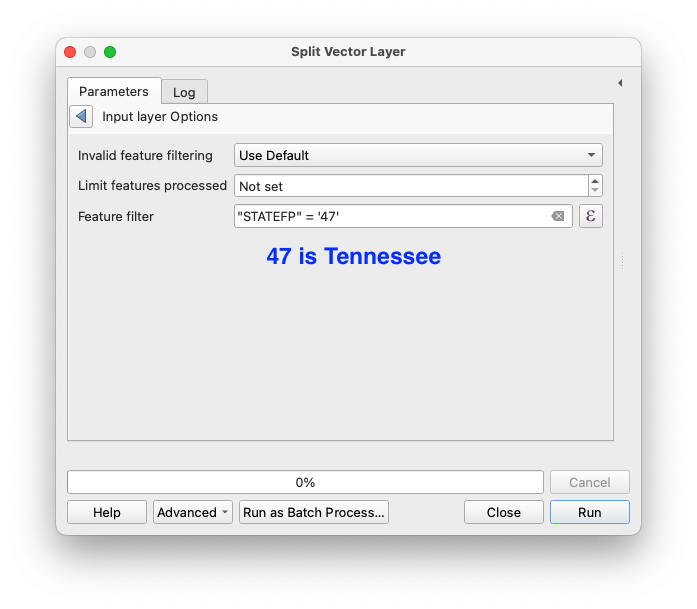 Split Vector Layer
Parameters
Log
Input layer Options
Invalid feature filtering
Use Default
Limit features processed
Not set
Feature filter
"STATEFP" = '47'
ε
47 is Tennessee
0%
Cancel
Help
Advanced
Run as Batch Process...
Close
Run